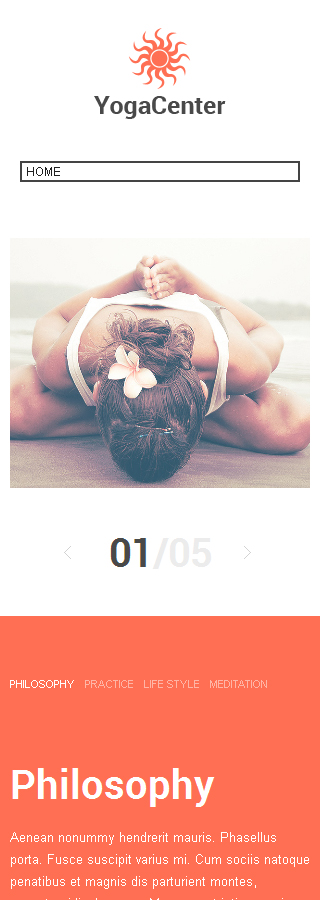 YogaCenter
HOME
01/05
PHILOSOPHY PRACTICE LIFE STYLE MEDITATION
Philosophy
Aenean nonummy hendrerit mauris. Phasellus
porta. Fusce suscipit varius mi. Cum sociis natoque
penatibus et magnis dis parturient montes,